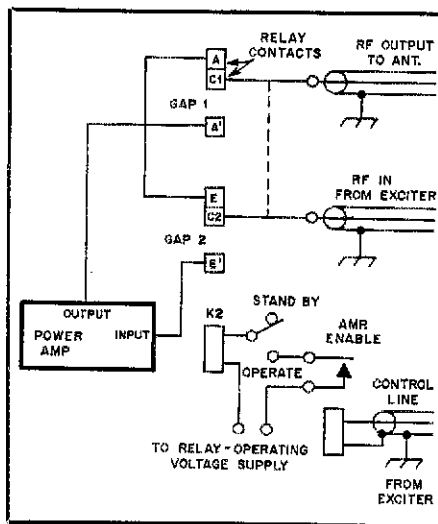 RELAY
CONTACTS
RF OUTPUT
TO ANT.
A
C1
GAP 1
A'
RF IN
FROM EXCITER
E
C2
GAP 2
E'
OUTPUT
POWER
AMP
INPUT
K2
STAND BY
OPERATE
AMR
ENABLE
CONTROL
LINE
TO RELAY-OPERATING
VOLTAGE SUPPLY
FROM
EXCITER